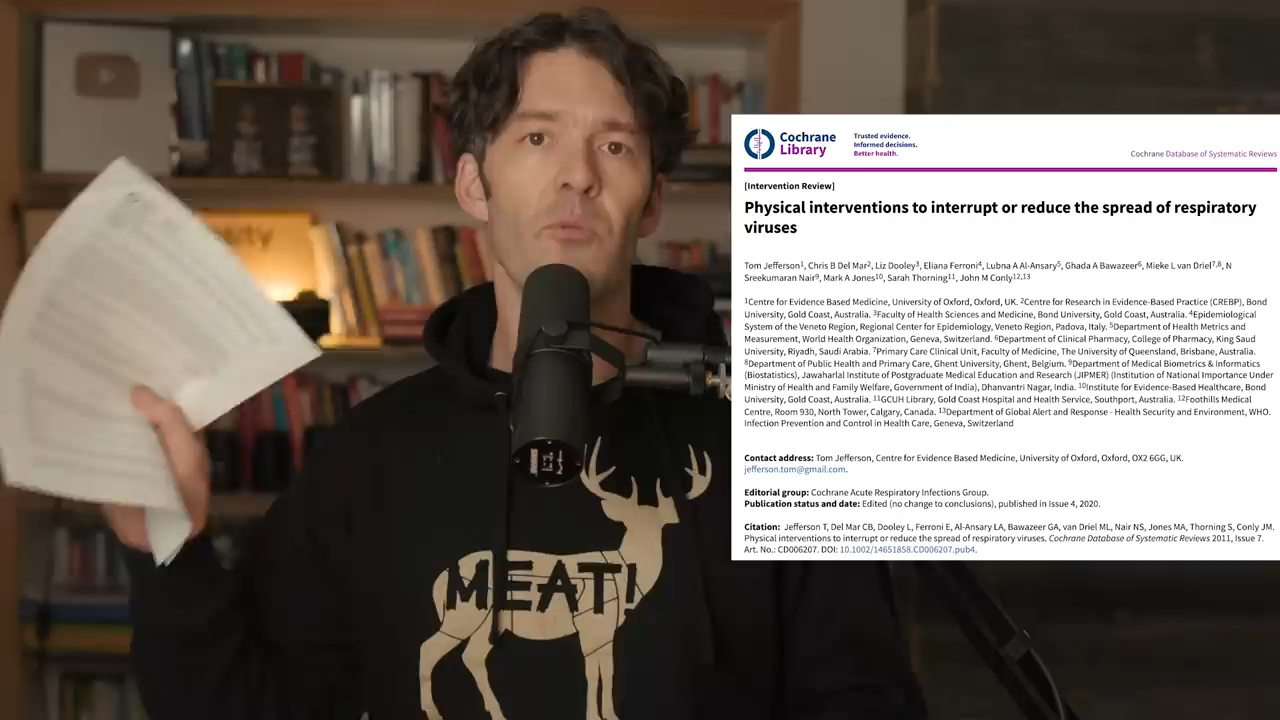 Cochrane
Library
Trusted evidence.
Informed decisions.
Better health.
Cochrane Database of Systematic Reviews
[Intervention Review]
Physical interventions to interrupt or reduce the spread of respiratory
viruses
Tom Jefferson1, Chris B Del Mar2, Liz Dooley3, Eliana Ferroni4, Lubna A Al-Ansary5, Ghada A Bawazeer6, Mieke L van Driel7,8, N
Sreekumaran Nair9, Mark A Jones10, Sarah Thorning11, John M Conly12,13
1Centre for Evidence Based Medicine, University of Oxford, Oxford, UK. 2Centre for Research in Evidence-Based Practice (CREBP), Bond
University, Gold Coast, Australia. 3Faculty of Health Sciences and Medicine, Bond University, Gold Coast, Australia. 4Epidemiological
System of the Veneto Region, Regional Center for Epidemiology, Veneto Region, Padova, Italy. 5Department of Health Metrics and
Measurement, World Health Organization, Geneva, Switzerland. 6Department of Clinical Pharmacy, College of Pharmacy, King Saud
University, Riyadh, Saudi Arabia. 7Primary Care Clinical Unit, Faculty of Medicine, The University of Queensland, Brisbane, Australia.
8Department of Public Health and Primary Care, Ghent University, Ghent, Belgium. 9Department of Medical Biometrics & Informatics
(Biostatistics), Jawaharlal Institute of Postgraduate Medical Education and Research (JIPMER) (Institution of National Importance Under
Ministry of Health and Family Welfare, Government of India), Dhanvantri Nagar, India. 10Institute for Evidence-Based Healthcare, Bond
University, Gold Coast, Australia. 11GCUH Library, Gold Coast Hospital and Health Service, Southport, Australia. 12Foothills Medical
Centre, Room 930, North Tower, Calgary, Canada. 13Department of Global Alert and Response - Health Security and Environment, WHO.
Infection Prevention and Control in Health Care, Geneva, Switzerland
Contact address: Tom Jefferson, Centre for Evidence Based Medicine, University of Oxford, Oxford, OX2 6GG, UK.
jefferson.tom@gmail.com.
Editorial group: Cochrane Acute Respiratory Infections Group.
Publication status and date: Edited (no change to conclusions), published in Issue 4, 2020.
Citation: Jefferson T, Del Mar CB, Dooley L, Ferroni E, Al-Ansary LA, Bawazeer GA, van Driel ML, Nair NS, Jones MA, Thorning S, Conly JM.
Physical interventions to interrupt or reduce the spread of respiratory viruses. Cochrane Database of Systematic Reviews 2011, Issue 7.
Art. No.: CD006207. DOI: 10.1002/14651858.CD006207.pub4.
MEAT!